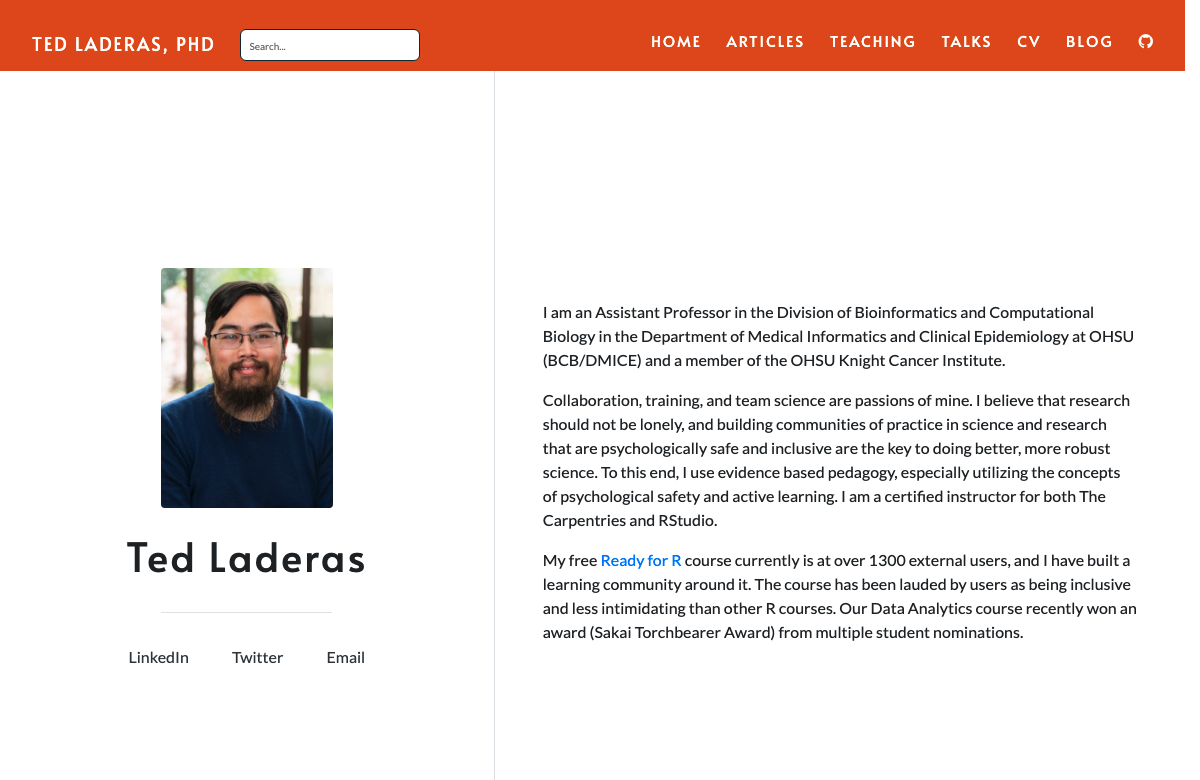 TED LADERAS, PHD
Search...
HOME ARTICLES TEACHING TALKS CV BLOG
Ted Laderas
LinkedIn Twitter Email
I am an Assistant Professor in the Division of Bioinformatics and Computational
Biology in the Department of Medical Informatics and Clinical Epidemiology at OHSU
(BCB/DMICE) and a member of the OHSU Knight Cancer Institute.
Collaboration, training, and team science are passions of mine. I believe that research
should not be lonely, and building communities of practice in science and research
that are psychologically safe and inclusive are the key to doing better, more robust
science. To this end, I use evidence based pedagogy, especially utilizing the concepts
of psychological safety and active learning. I am a certified instructor for both The
Carpentries and RStudio.
My free Ready for R course currently is at over 1300 external users, and I have built a
learning community around it. The course has been lauded by users as being inclusive
and less intimidating than other R courses. Our Data Analytics course recently won an
award (Sakai Torchbearer Award) from multiple student nominations.